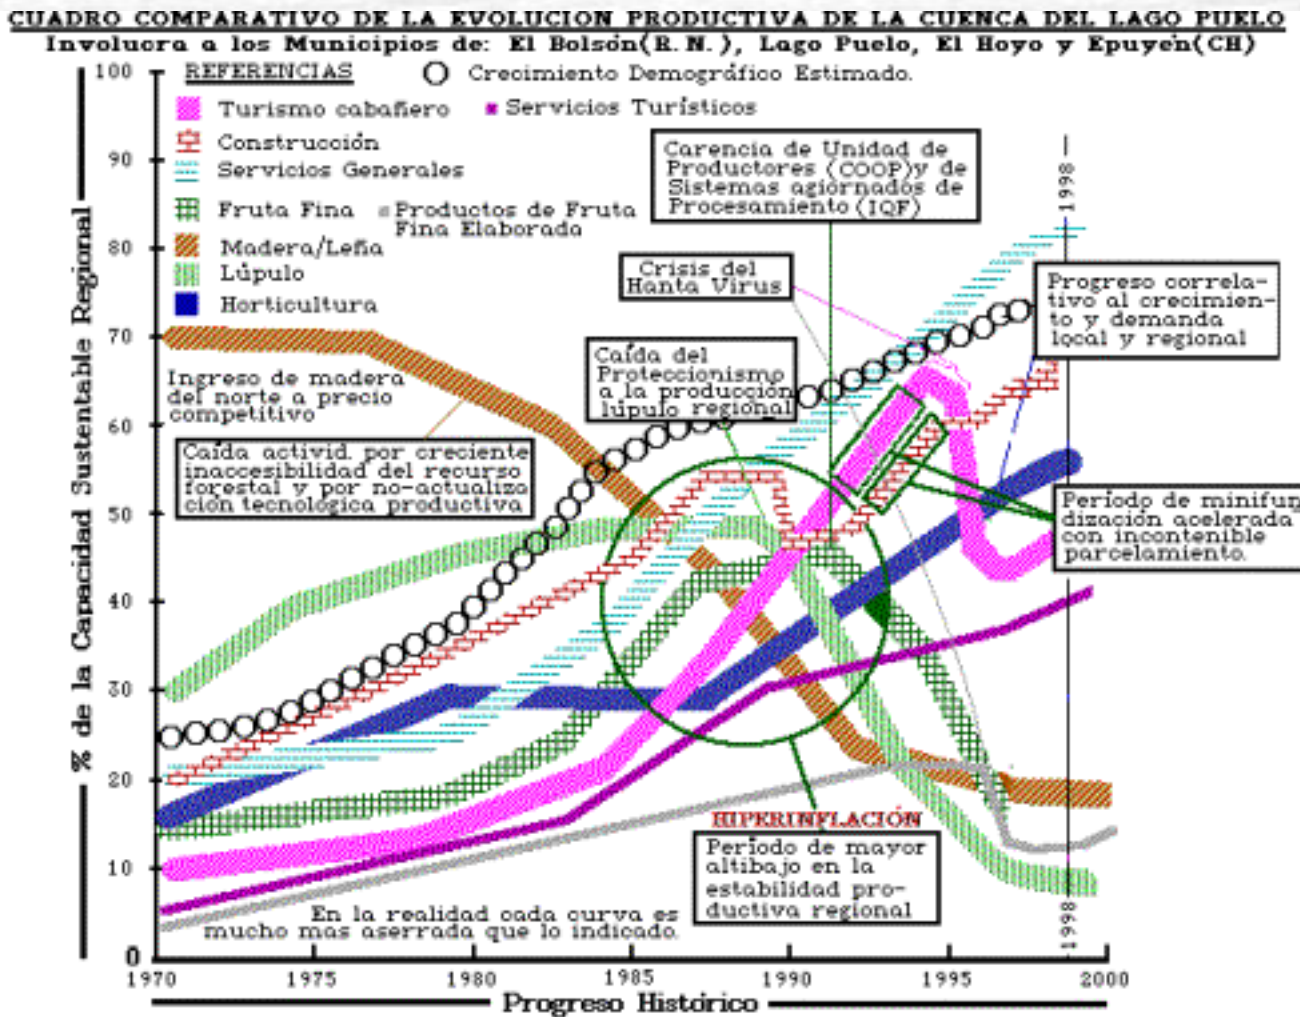 CUADRO COMPARATIVO DE LA EVOLUCION PRODUCTIVA DE LA CUENCA DEL LAGO PUELO
Involucra a los Municipios de: El Bolsón(R.N.), Lago Puelo, El Hoyo y Epuyén(CH)
REFERENCIAS
Crecimiento Demográfico Estimado.
Turismo cabañero
Servicios Turísticos
Construcción
Servicios Generales
Fruta Fina
Productos de Fruta
Fina Elaborada
Madera/Leña
Lúpulo
Horticultura
% de la Capacidad Sustentable Regional
100
90
80
70
60
50
40
30
20
10
0
Carencia de Unidad de
Productores (COOP)y de
Sistemas agiornados de
Procesamiento (IQF)
1998
Crisis del
Hanta Virus
Progreso correla-
tivo al crecimien-
to y demanda
local y regional
Caída del
Proteccionismo
a la producción
lúpulo regional
Ingreso de madera
del norte a precio
competitivo
Caída activid. por creciente
inaccesibilidad del recurso
forestal y por no-actualiza
ción tecnológica productiva
Período de minifun
dización acelerada
con incontenible
parcelamiento.
HIPERINFLACIÓN
Período de mayor
altibajo en la
estabilidad pro-
ductiva regional
En la realidad cada curva es
mucho mas aserrada que lo indicado.
1998
1970
1975
1980
1985
1990
1995
2000
Progreso Histórico